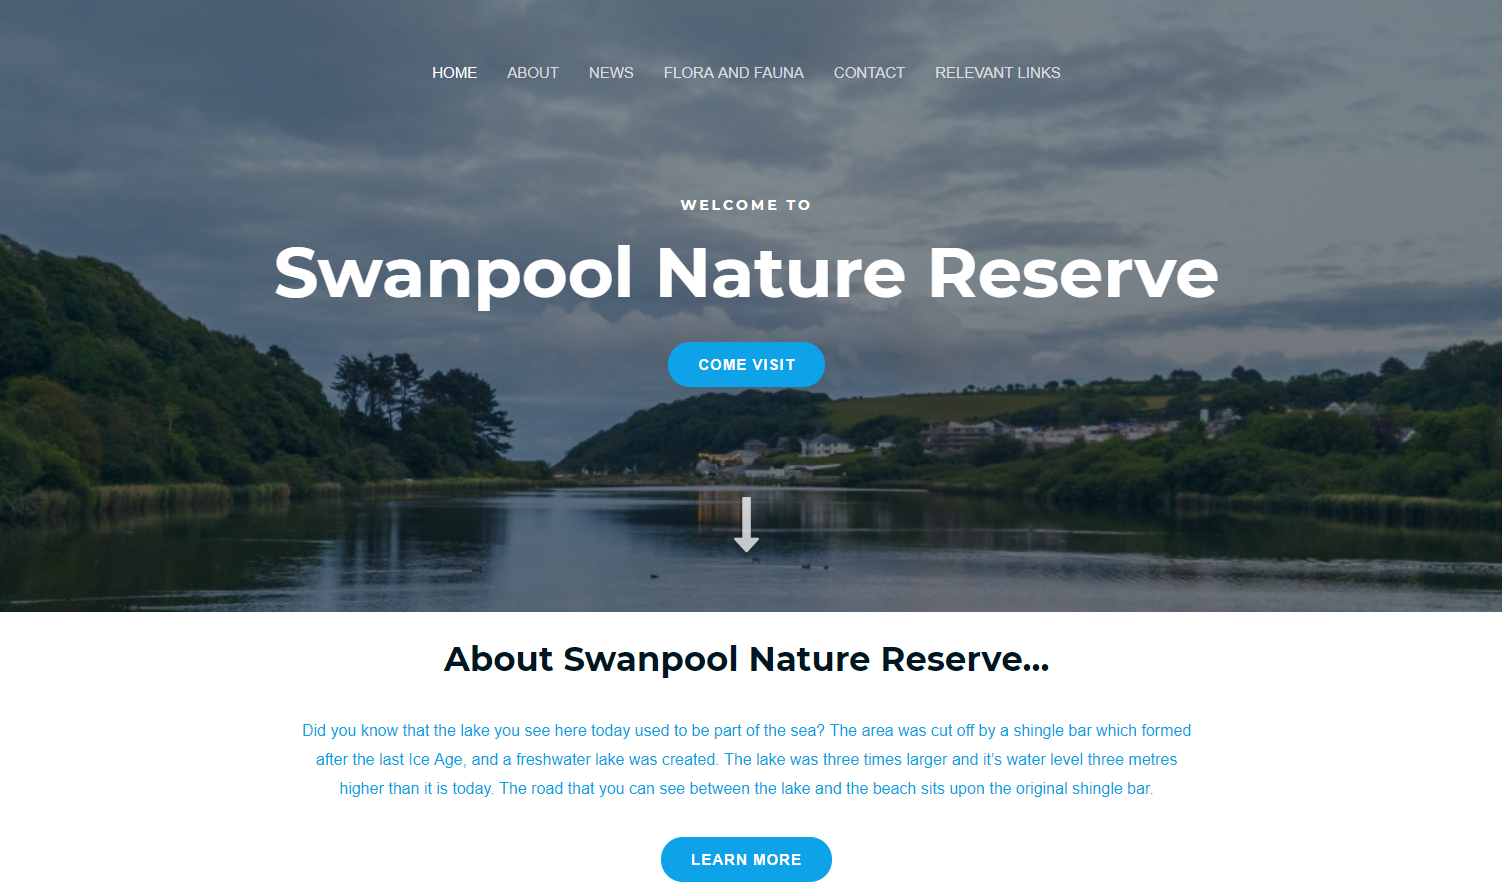 HOME ABOUT NEWS FLORA AND FAUNA CONTACT RELEVANT LINKS
WELCOME TO
Swanpool Nature Reserve
COME VISIT
About Swanpool Nature Reserve...
Did you know that the lake you see here today used to be part of the sea? The area was cut off by a shingle bar which formed
after the last Ice Age, and a freshwater lake was created. The lake was three times larger and it’s water level three metres
higher than it is today. The road that you can see between the lake and the beach sits upon the original shingle bar.
LEARN MORE